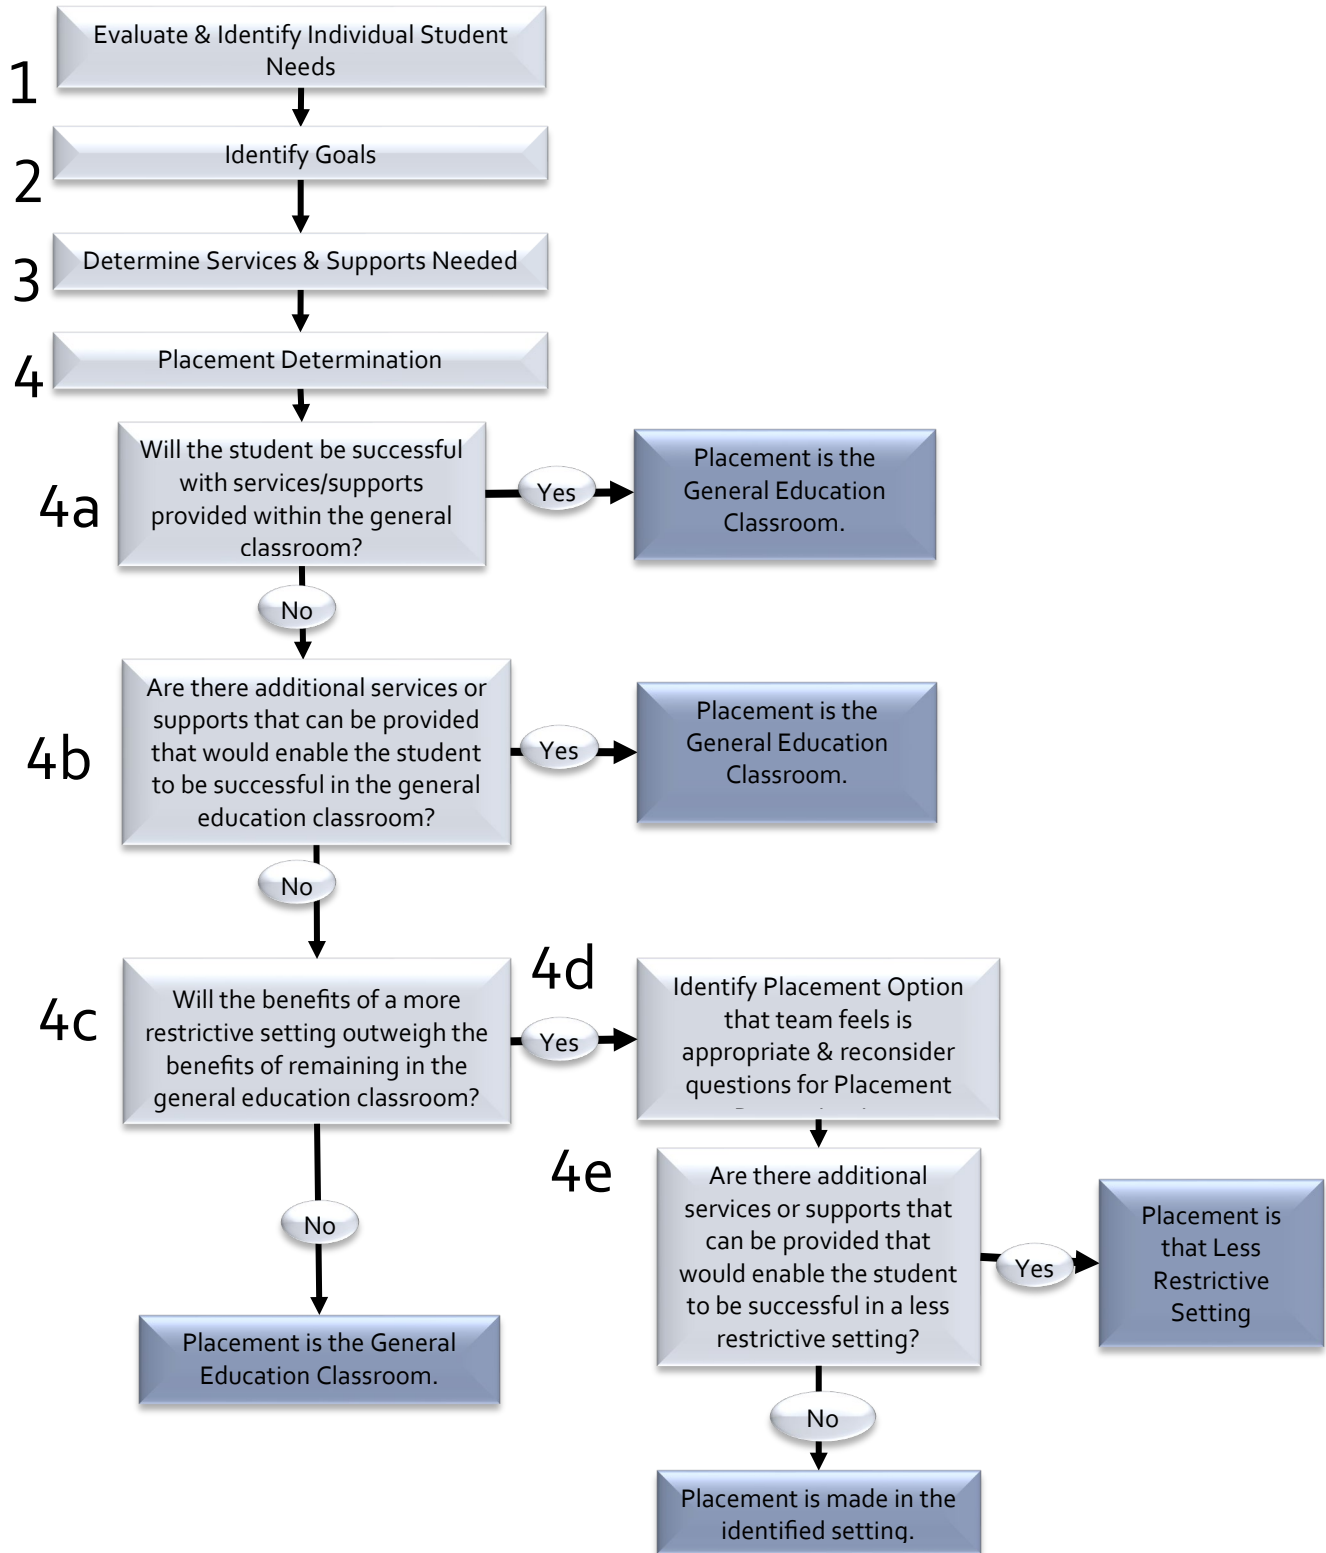 1
Evaluate & Identify Individual Student
Needs
2
Identify Goals
3
Determine Services & Supports Needed
4
Placement Determination
4a
Will the student be successful
with services/supports
provided within the general
classroom?
Yes
Placement is the
General Education
Classroom.
No
4b
Are there additional services or
supports that can be provided
that would enable the student
to be successful in the general
education classroom?
Yes
Placement is the
General Education
Classroom.
No
4c
Will the benefits of a more
restrictive setting outweigh the
benefits of remaining in the
general education classroom?
Yes
4d
Identify Placement Option
that team feels is
appropriate & reconsider
questions for Placement
No
Placement is the General
Education Classroom.
4e
Are there additional
services or supports that
can be provided that
would enable the student
to be successful in a less
restrictive setting?
Yes
Placement is
that Less
Restrictive
Setting
No
Placement is made in the
identified setting.